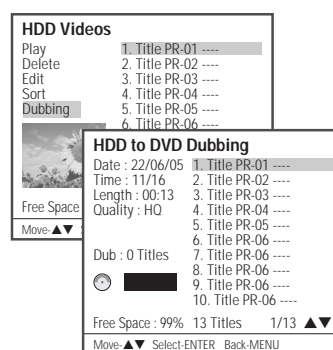 HDD Videos
Play 1. Title PR-01 ----
Delete 2. Title PR-02 ----
Edit 3. Title PR-03 ----
Sort 4. Title PR-04 ----
Dubbing 5. Title PR-05 ----
6. Title PR-06 ----
Free Space
Move-▲▼
HDD to DVD Dubbing
Date : 22/06/05 1. Title PR-01 ----
Time : 11/16 2. Title PR-02 ----
Length : 00:13 3. Title PR-03 ----
Quality : HQ 4. Title PR-04 ----
5. Title PR-05 ----
6. Title PR-06 ----
Dub : 0 Titles 7. Title PR-06 ----
8. Title PR-06 ----
9. Title PR-06 ----
10. Title PR-06 ----
Free Space : 99% 13 Titles 1/13 ▲▼
Move-▲▼ Select-ENTER Back-MENU